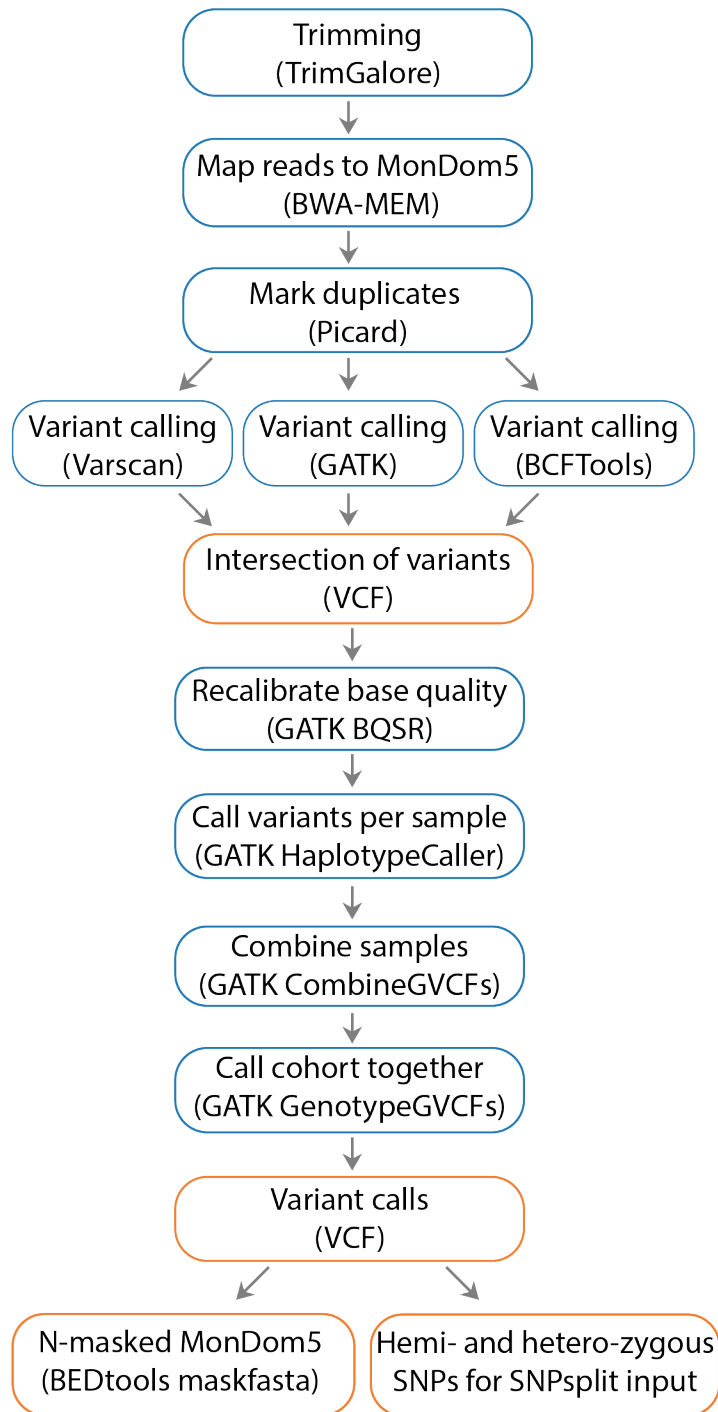 Trimming
(TrimGalore)
Map reads to MonDom5
(BWA-MEM)
Mark duplicates
(Picard)
Variant calling
(Varscan)
Variant calling
(GATK)
Variant calling
(BCFTools)
Intersection of variants
(VCF)
Recalibrate base quality
(GATK BQSR)
Call variants per sample
(GATK HaplotypeCaller)
Combine samples
(GATK CombineGVCFs)
Call cohort together
(GATK GenotypeGVCFs)
Variant calls
(VCF)
N-masked MonDom5
(BEDtools maskfasta)
Hemi- and hetero-zygous
SNPs for SNPsplit input